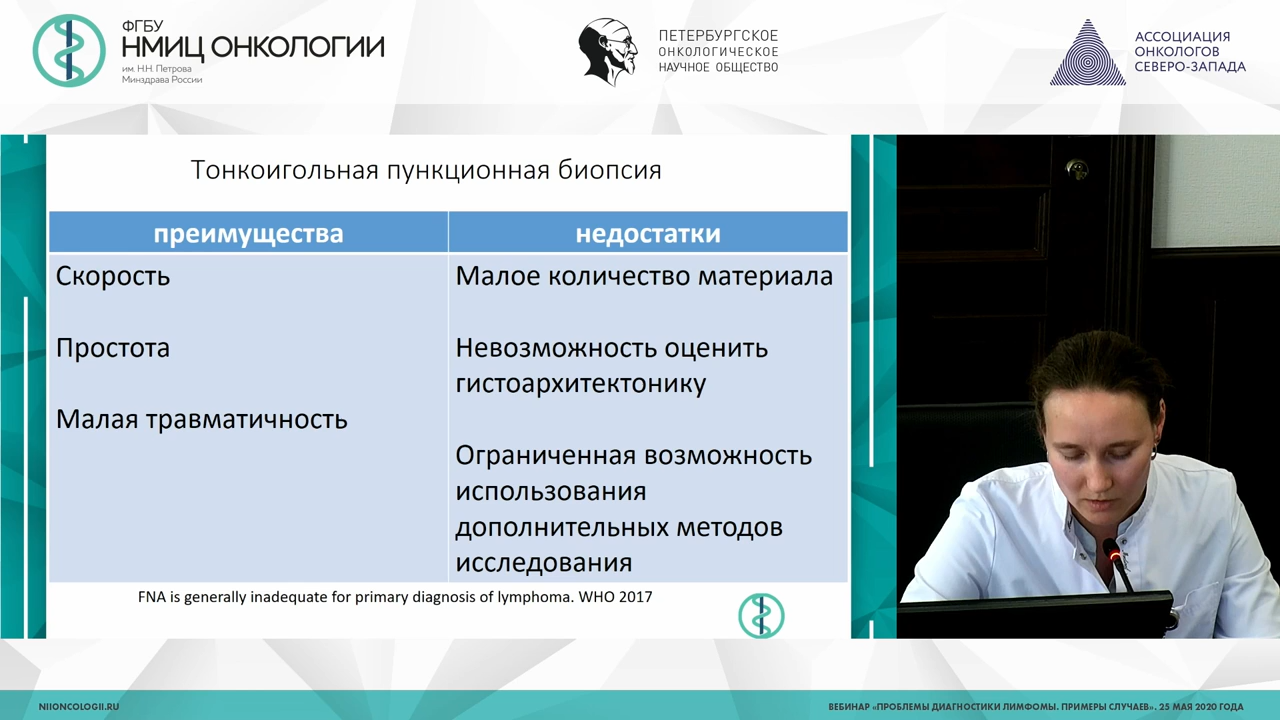 ФГБУ
НМИЦ ОНКОЛОГИИ
им. Н.Н. Петрова
Минздрава России
ПЕТЕРБУРГСКОЕ
ОНКОЛОГИЧЕСКОЕ
НАУЧНОЕ ОБЩЕСТВО
АССОЦИАЦИЯ
ОНКОЛОГОВ
СЕВЕРО-ЗАПАДА
Тонкоигольная пункционная биопсия
преимущества
недостатки
Скорость
Простота
Малая травматичность
Малое количество материала
Невозможность оценить
гистоархитектонику
Ограниченная возможность
использования
дополнительных методов
исследования
FNA is generally inadequate for primary diagnosis of lymphoma. WHO 2017
NIIONCOLOGII.RU
ВЕБИНАР «ПРОБЛЕМЫ ДИАГНОСТИКИ ЛИМФОМЫ. ПРИМЕРЫ СЛУЧАЕВ». 25 МАЯ 2020 ГОДА